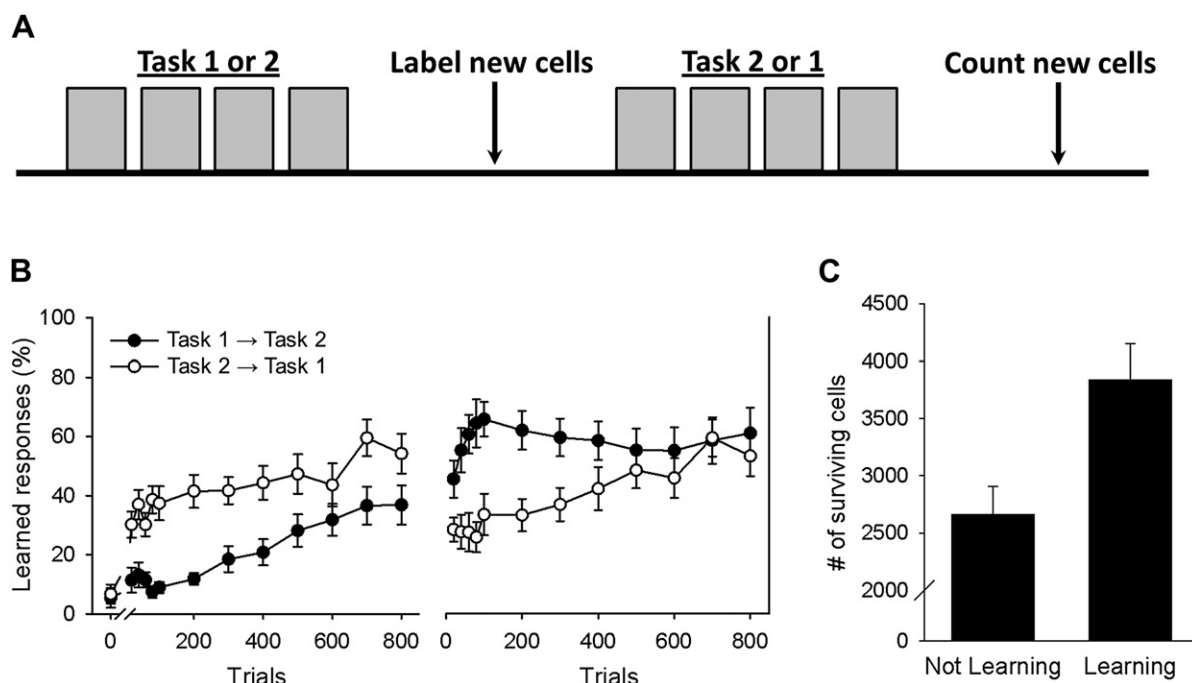 A
Task 1 or 2
Label new cells
Task 2 or 1
Count new cells
B
100
80
60
40
20
0
Learned responses (%)
Task 1 → Task 2
Task 2 → Task 1
0 200 400 600 800
Trials
0 200 400 600 800
Trials
C
4500
4000
3500
3000
2500
2000
0
# of surviving cells
Not Learning Learning